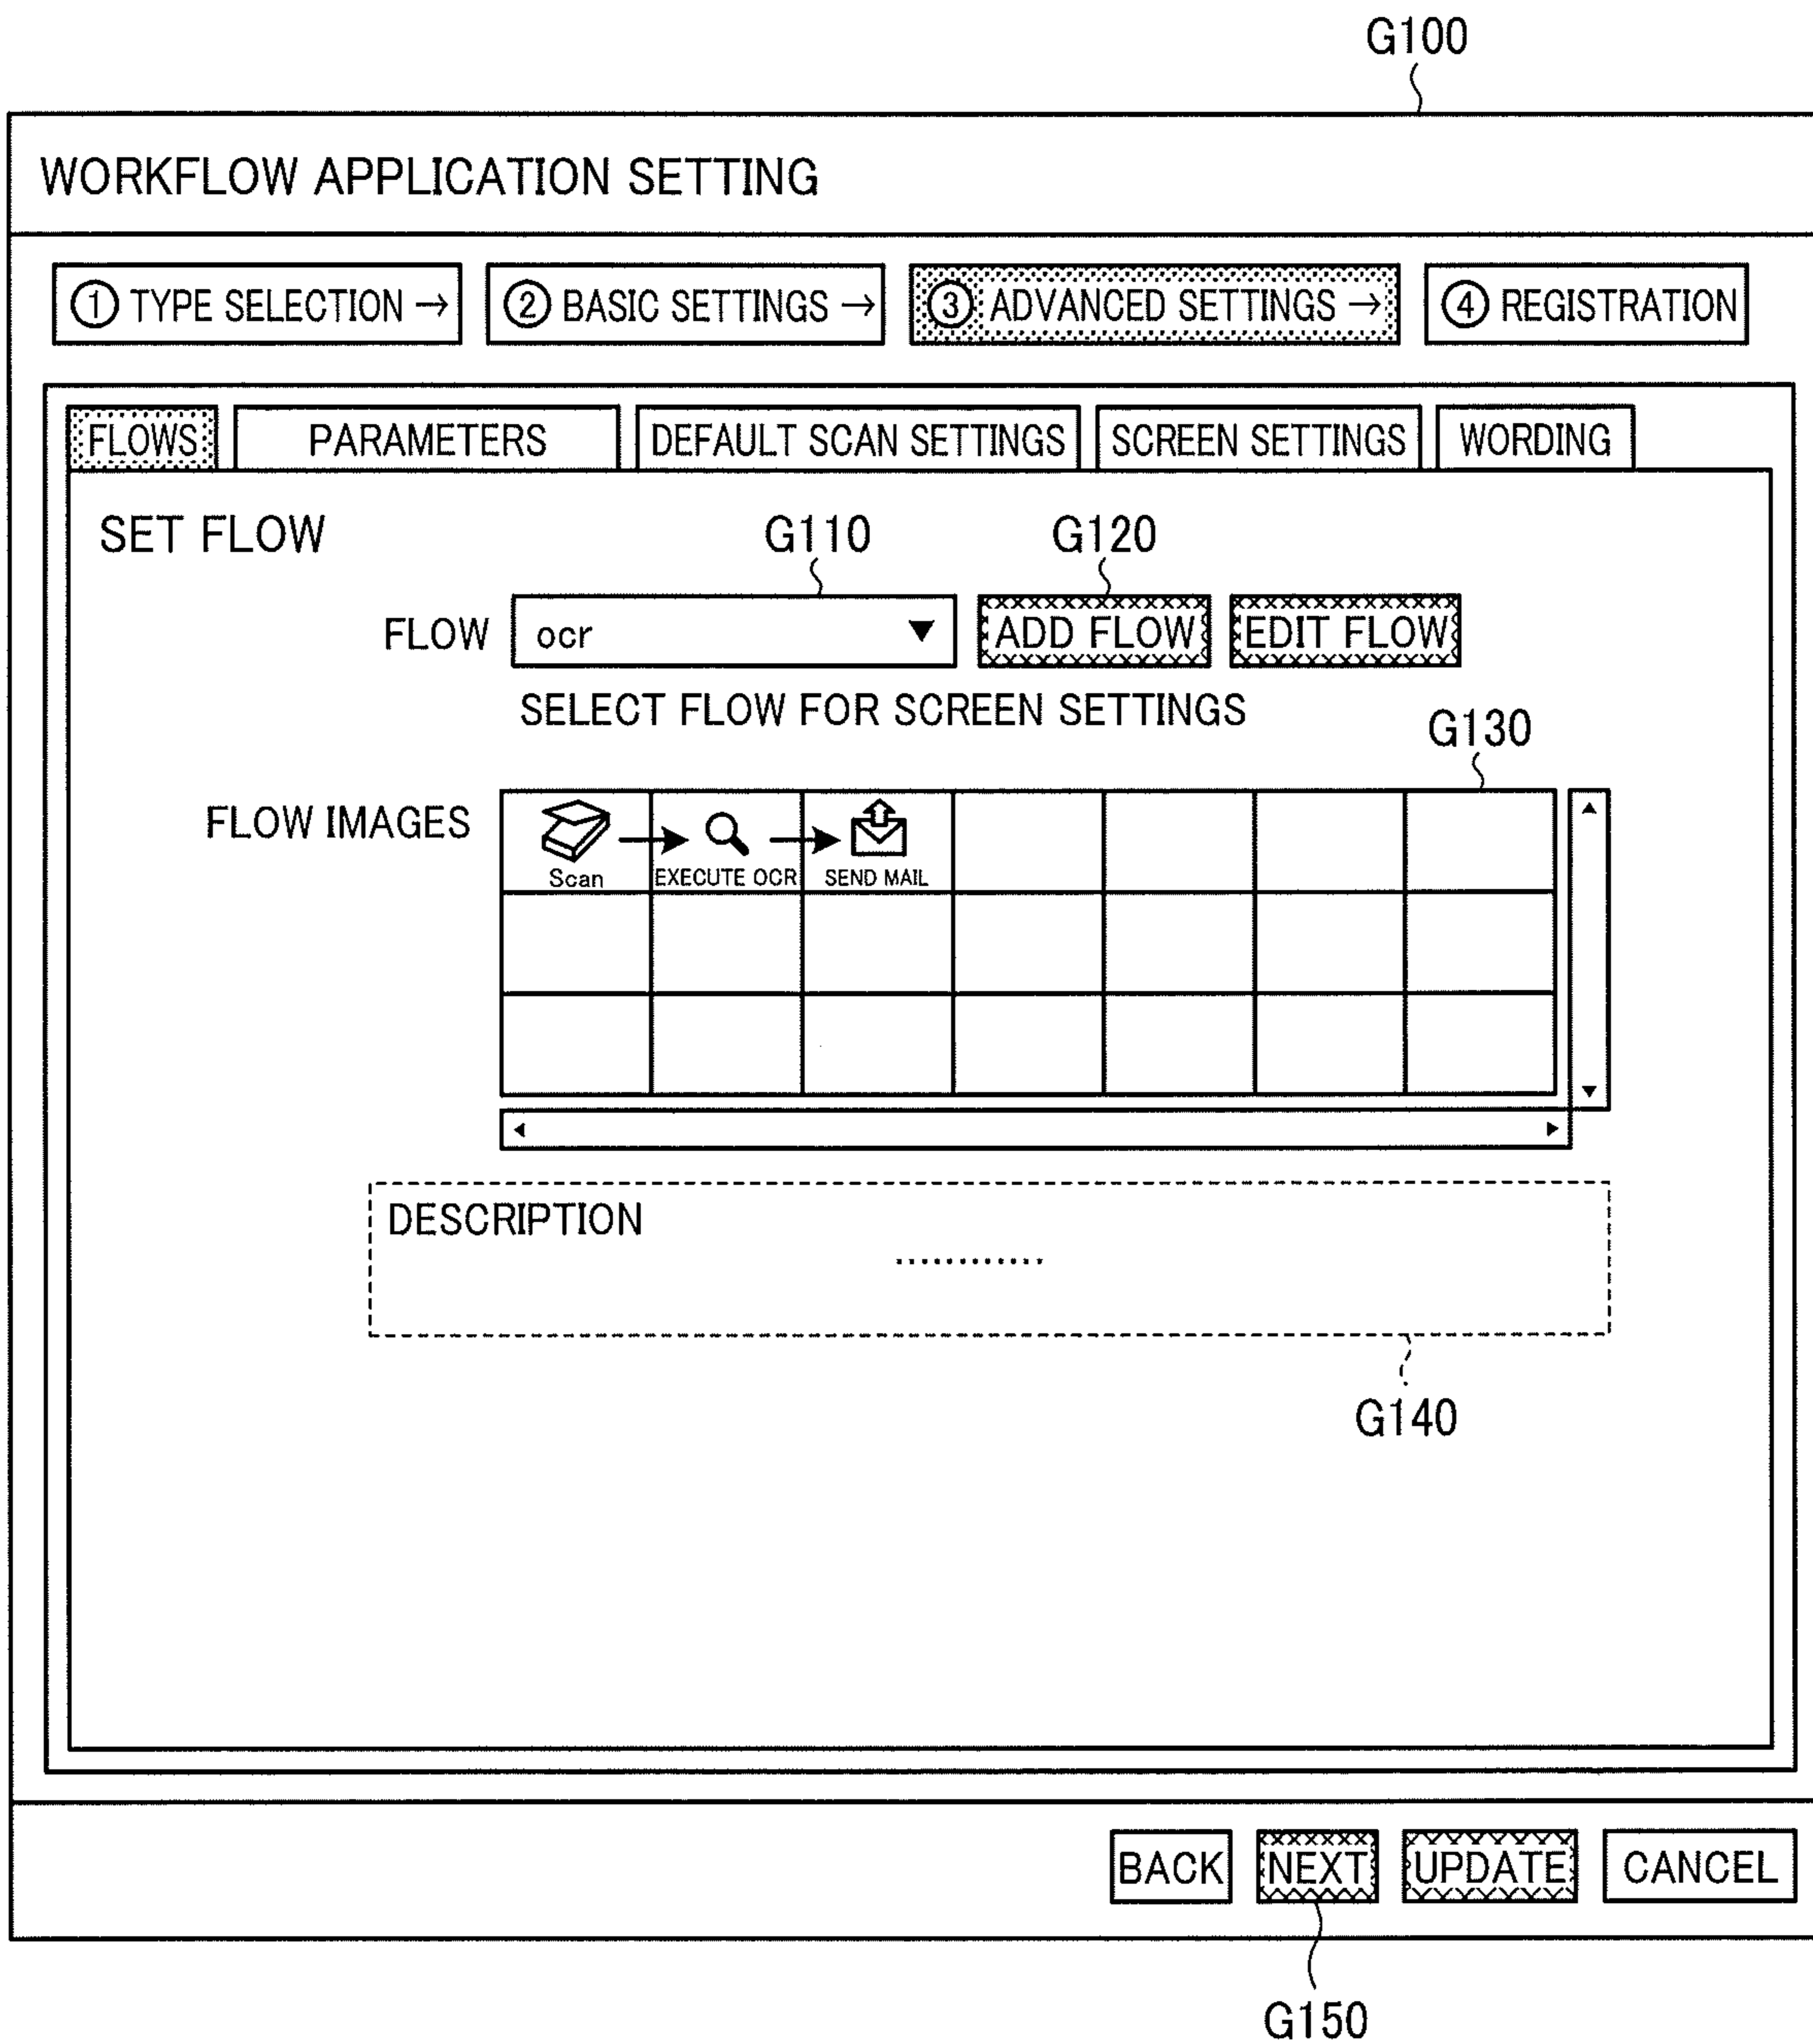 G100
WORKFLOW APPLICATION SETTING
① TYPE SELECTION → ② BASIC SETTINGS → ③ ADVANCED SETTINGS → ④ REGISTRATION
FLOWS PARAMETERS DEFAULT SCAN SETTINGS SCREEN SETTINGS WORDING
SET FLOW G110 G120
FLOW ocr ▼ ADD FLOW EDIT FLOW
SELECT FLOW FOR SCREEN SETTINGS
G130
FLOW IMAGES
Scan EXECUTE OCR SEND MAIL
DESCRIPTION
............
G140
BACK NEXT UPDATE CANCEL
G150